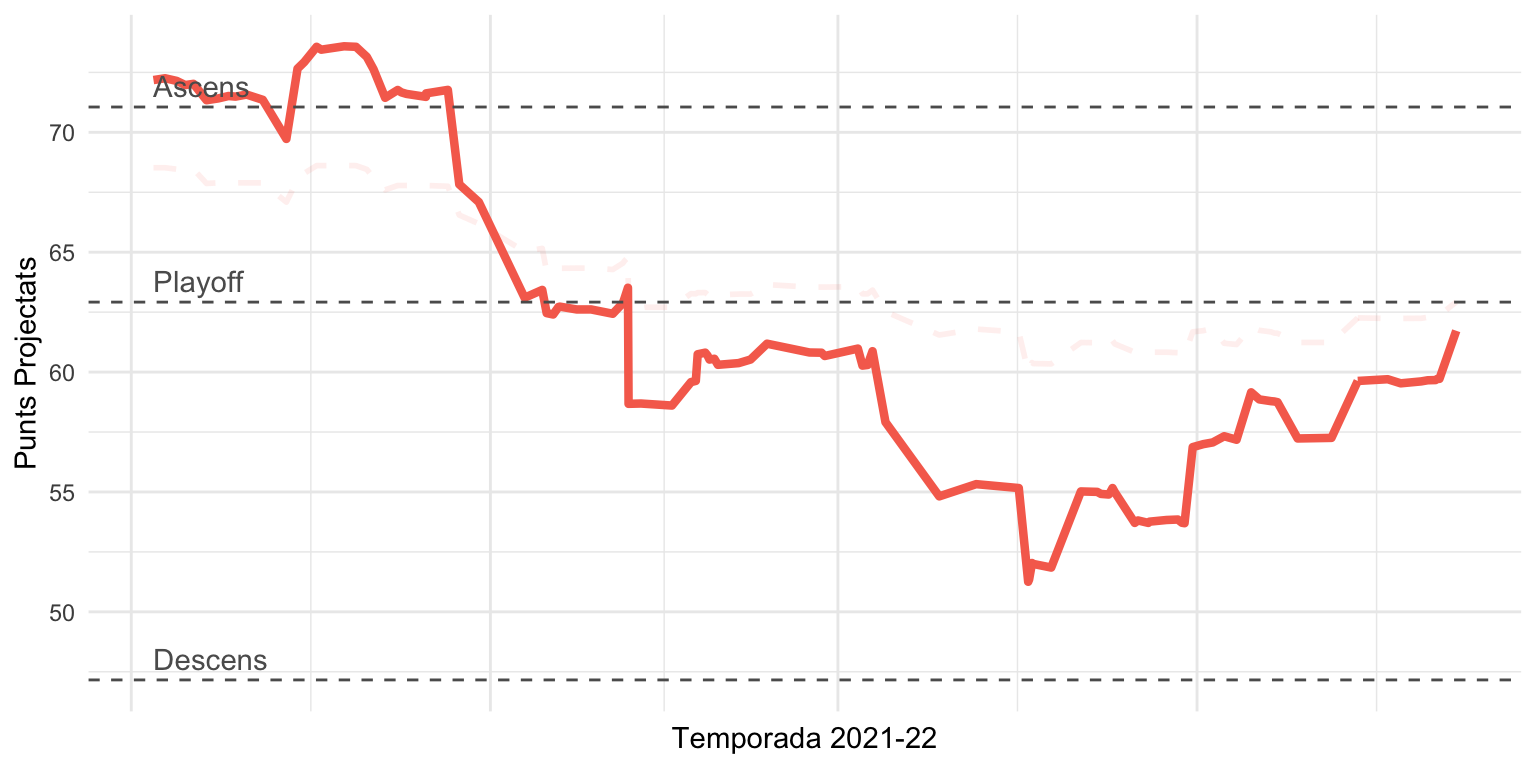 Ascens
70
65
Playoff
60
55
50
Descens
Punts Projectats
Temporada 2021-22